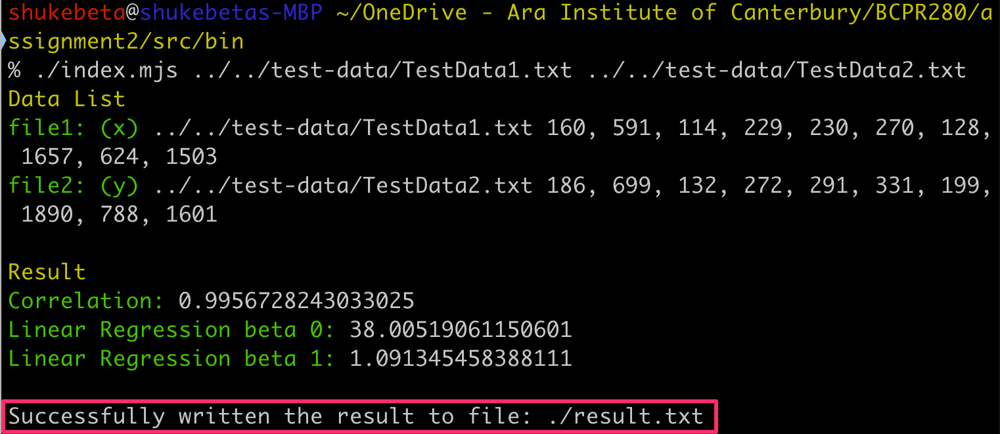 shukebeta@shukebetas-MBP ~/OneDrive - Ara Institute of Canterbury/BCPR280/a
ssignment2/src/bin
% ./index.mjs ../../test-data/TestData1.txt ../../test-data/TestData2.txt
Data List
file1: (x) ../../test-data/TestData1.txt 160, 591, 114, 229, 230, 270, 128,
1657, 624, 1503
file2: (y) ../../test-data/TestData2.txt 186, 699, 132, 272, 291, 331, 199,
1890, 788, 1601
Result
Correlation: 0.9956728243033025
Linear Regression beta 0: 38.00519061150601
Linear Regression beta 1: 1.091345458388111
Successfully written the result to file: ./result.txt